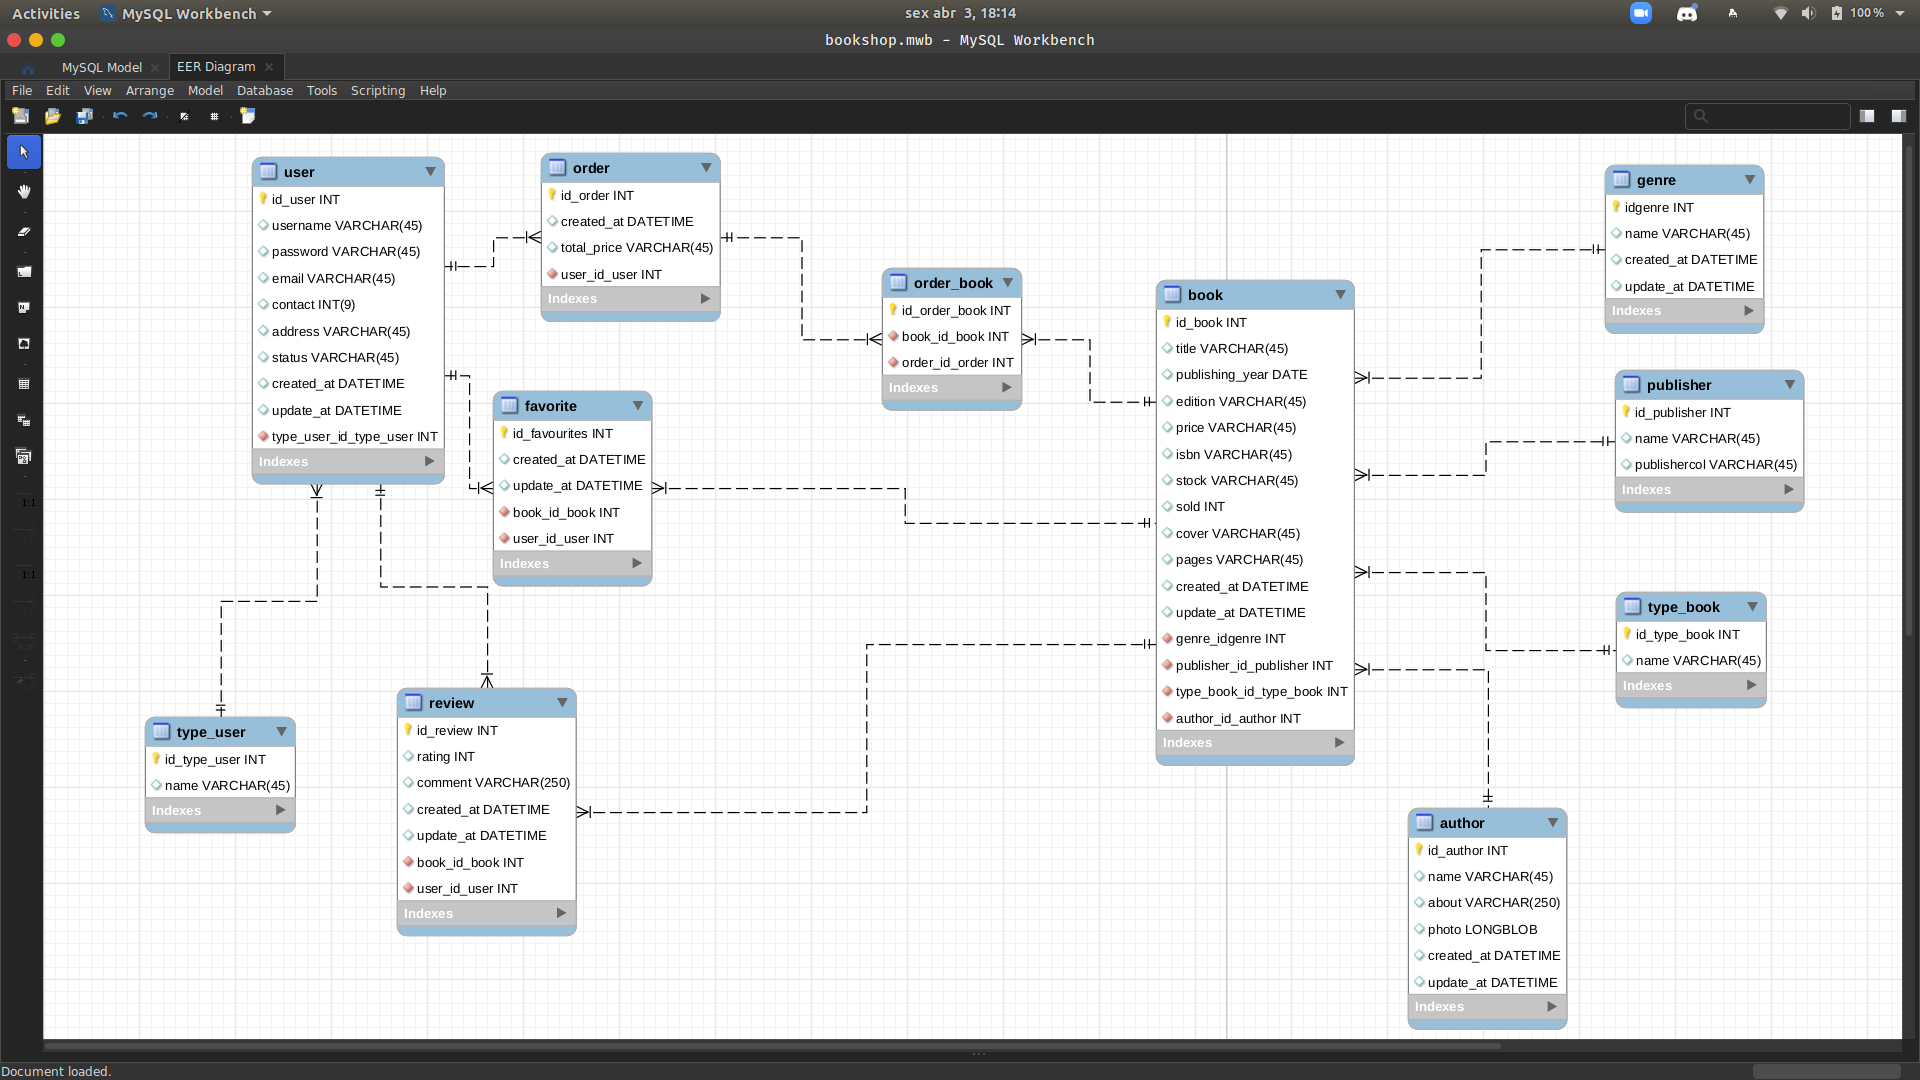 Activities MySQL Workbench sex abr 3, 18:14 100 %
bookshop.mwb - MySQL Workbench
MySQL Model EER Diagram
File Edit View Arrange Model Database Tools Scripting Help
user
id_user INT
username VARCHAR(45)
password VARCHAR(45)
email VARCHAR(45)
contact INT(9)
address VARCHAR(45)
status VARCHAR(45)
created_at DATETIME
update_at DATETIME
type_user_id_type_user INT
Indexes
order
id_order INT
created_at DATETIME
total_price VARCHAR(45)
user_id_user INT
Indexes
favorite
id_favourites INT
created_at DATETIME
update_at DATETIME
book_id_book INT
user_id_user INT
Indexes
order_book
id_order_book INT
book_id_book INT
order_id_order INT
Indexes
book
id_book INT
title VARCHAR(45)
publishing_year DATE
edition VARCHAR(45)
price VARCHAR(45)
isbn VARCHAR(45)
stock VARCHAR(45)
sold INT
cover VARCHAR(45)
pages VARCHAR(45)
created_at DATETIME
update_at DATETIME
genre_idgenre INT
publisher_id_publisher INT
type_book_id_type_book INT
author_id_author INT
Indexes
genre
idgenre INT
name VARCHAR(45)
created_at DATETIME
update_at DATETIME
Indexes
publisher
id_publisher INT
name VARCHAR(45)
publishercol VARCHAR(45)
Indexes
type_book
id_type_book INT
name VARCHAR(45)
Indexes
type_user
id_type_user INT
name VARCHAR(45)
Indexes
review
id_review INT
rating INT
comment VARCHAR(250)
created_at DATETIME
update_at DATETIME
book_id_book INT
user_id_user INT
Indexes
author
id_author INT
name VARCHAR(45)
about VARCHAR(250)
photo LONGBLOB
created_at DATETIME
update_at DATETIME
Indexes
1:1
1:1
Document loaded.